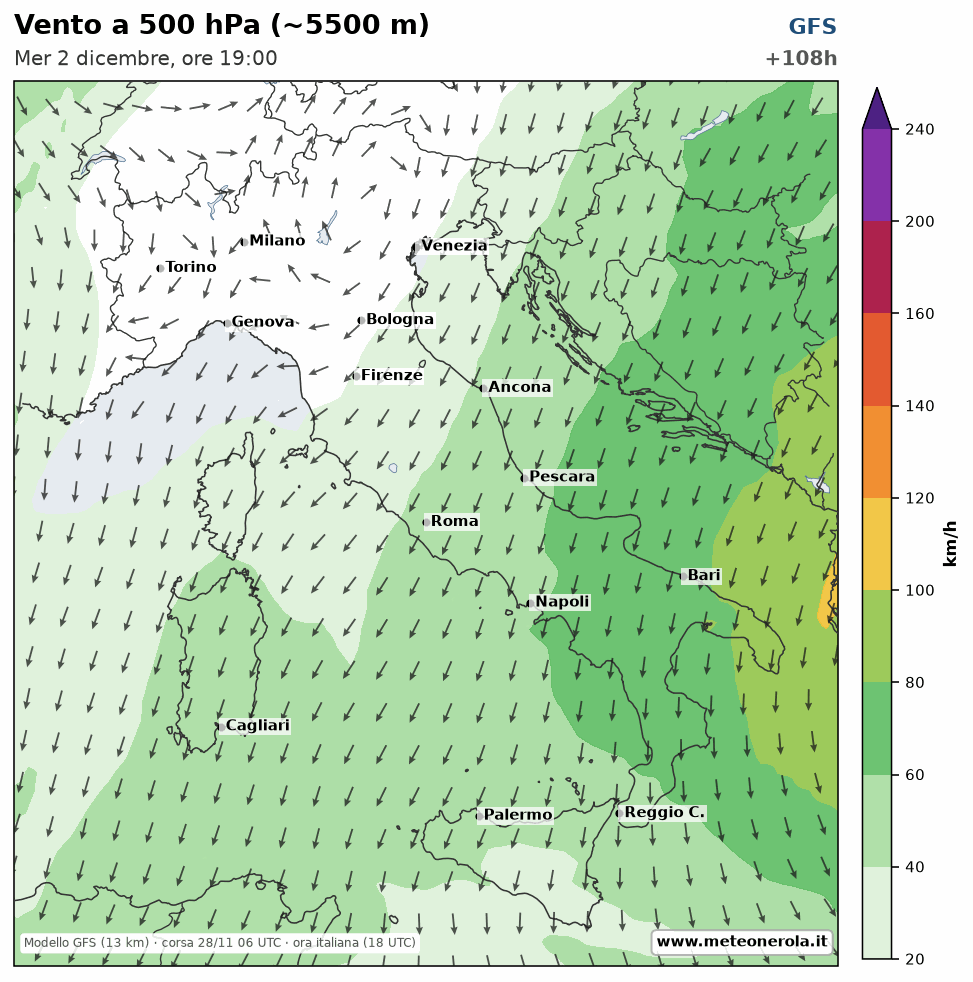 Vento a 500 hPa (~5500 m)
GFS
Mer 2 dicembre, ore 19:00
+108h
240
200
160
140
120
100
80
60
40
20
km/h
Milano
Venezia
Torino
Genova
Bologna
Firenze
Ancona
Pescara
Roma
Bari
Napoli
Cagliari
Palermo
Reggio C.
Modello GFS (13 km) · corsa 28/11 06 UTC · ora italiana (18 UTC)
www.meteonerola.it